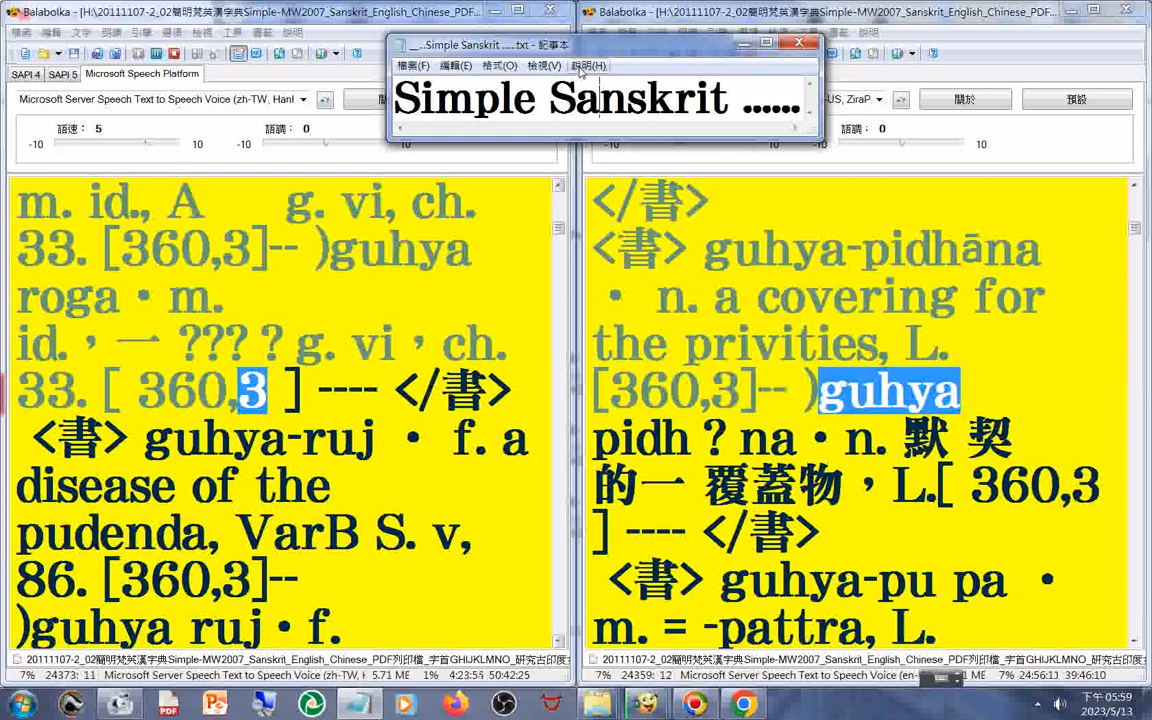 Balabolka - [H:\20111107-2_02簡明梵英漢字典Simple-MW2007_Sanskrit_English_Chinese_PDF
Balabolka - [H:\20111107-2_02簡明梵英漢字典Simple-MW2007_Sanskrit_English_Chinese_PDF...
__...Simple Sanskrit ......txt - 記事本
檔案(F) 編輯(E) 格式(O) 檢視(V) 說明(H)
Simple Sanskrit ......
SAPI 4 SAPI 5 Microsoft Speech Platform
Microsoft Server Speech Text to Speech Voice (zh-TW, Han
語速： 5 語調： 0
-10 10 -10
m. id., A g. vi, ch.
33. [360,3]-- )guhya
roga・m.
id.，一 ???？g. vi，ch.
33. [ 360,3 ] ---- </書>
<書> guhya-ruj ・ f. a
disease of the
pudenda, VarB S. v,
86. [360,3]--
)guhya ruj・f.
-US, ZiraP 關於 預設
語調： 0
-10 10
</書>
<書> guhya-pidhāna
・ n. a covering for
the privities, L.
[360,3]-- )guhya
pidh？na・n. 默 契
的一 覆蓋物，L.[ 360,3
] ---- </書>
<書> guhya-pu pa ・
m. = -pattra, L.
20111107-2_02簡明梵英漢字典Simple-MW2007_Sanskrit_English_Chinese_PDF列印檔_字首GHIJKLMNO_研究古印度
20111107-2_02簡明梵英漢字典Simple-MW2007_Sanskrit_English_Chinese_PDF列印檔_字首GHIJKLMNO_研究古印度
7% 24373: 11 Microsoft Server Speech Text to Speech Voice (zh-TW, 5.71 ME 1% 4:23:55 50:42:25
7% 24359: 12 Microsoft Server Speech Text to Speech Voice (en- 7% 24:56:11 39:46:10
下午 05:59
2023/5/13